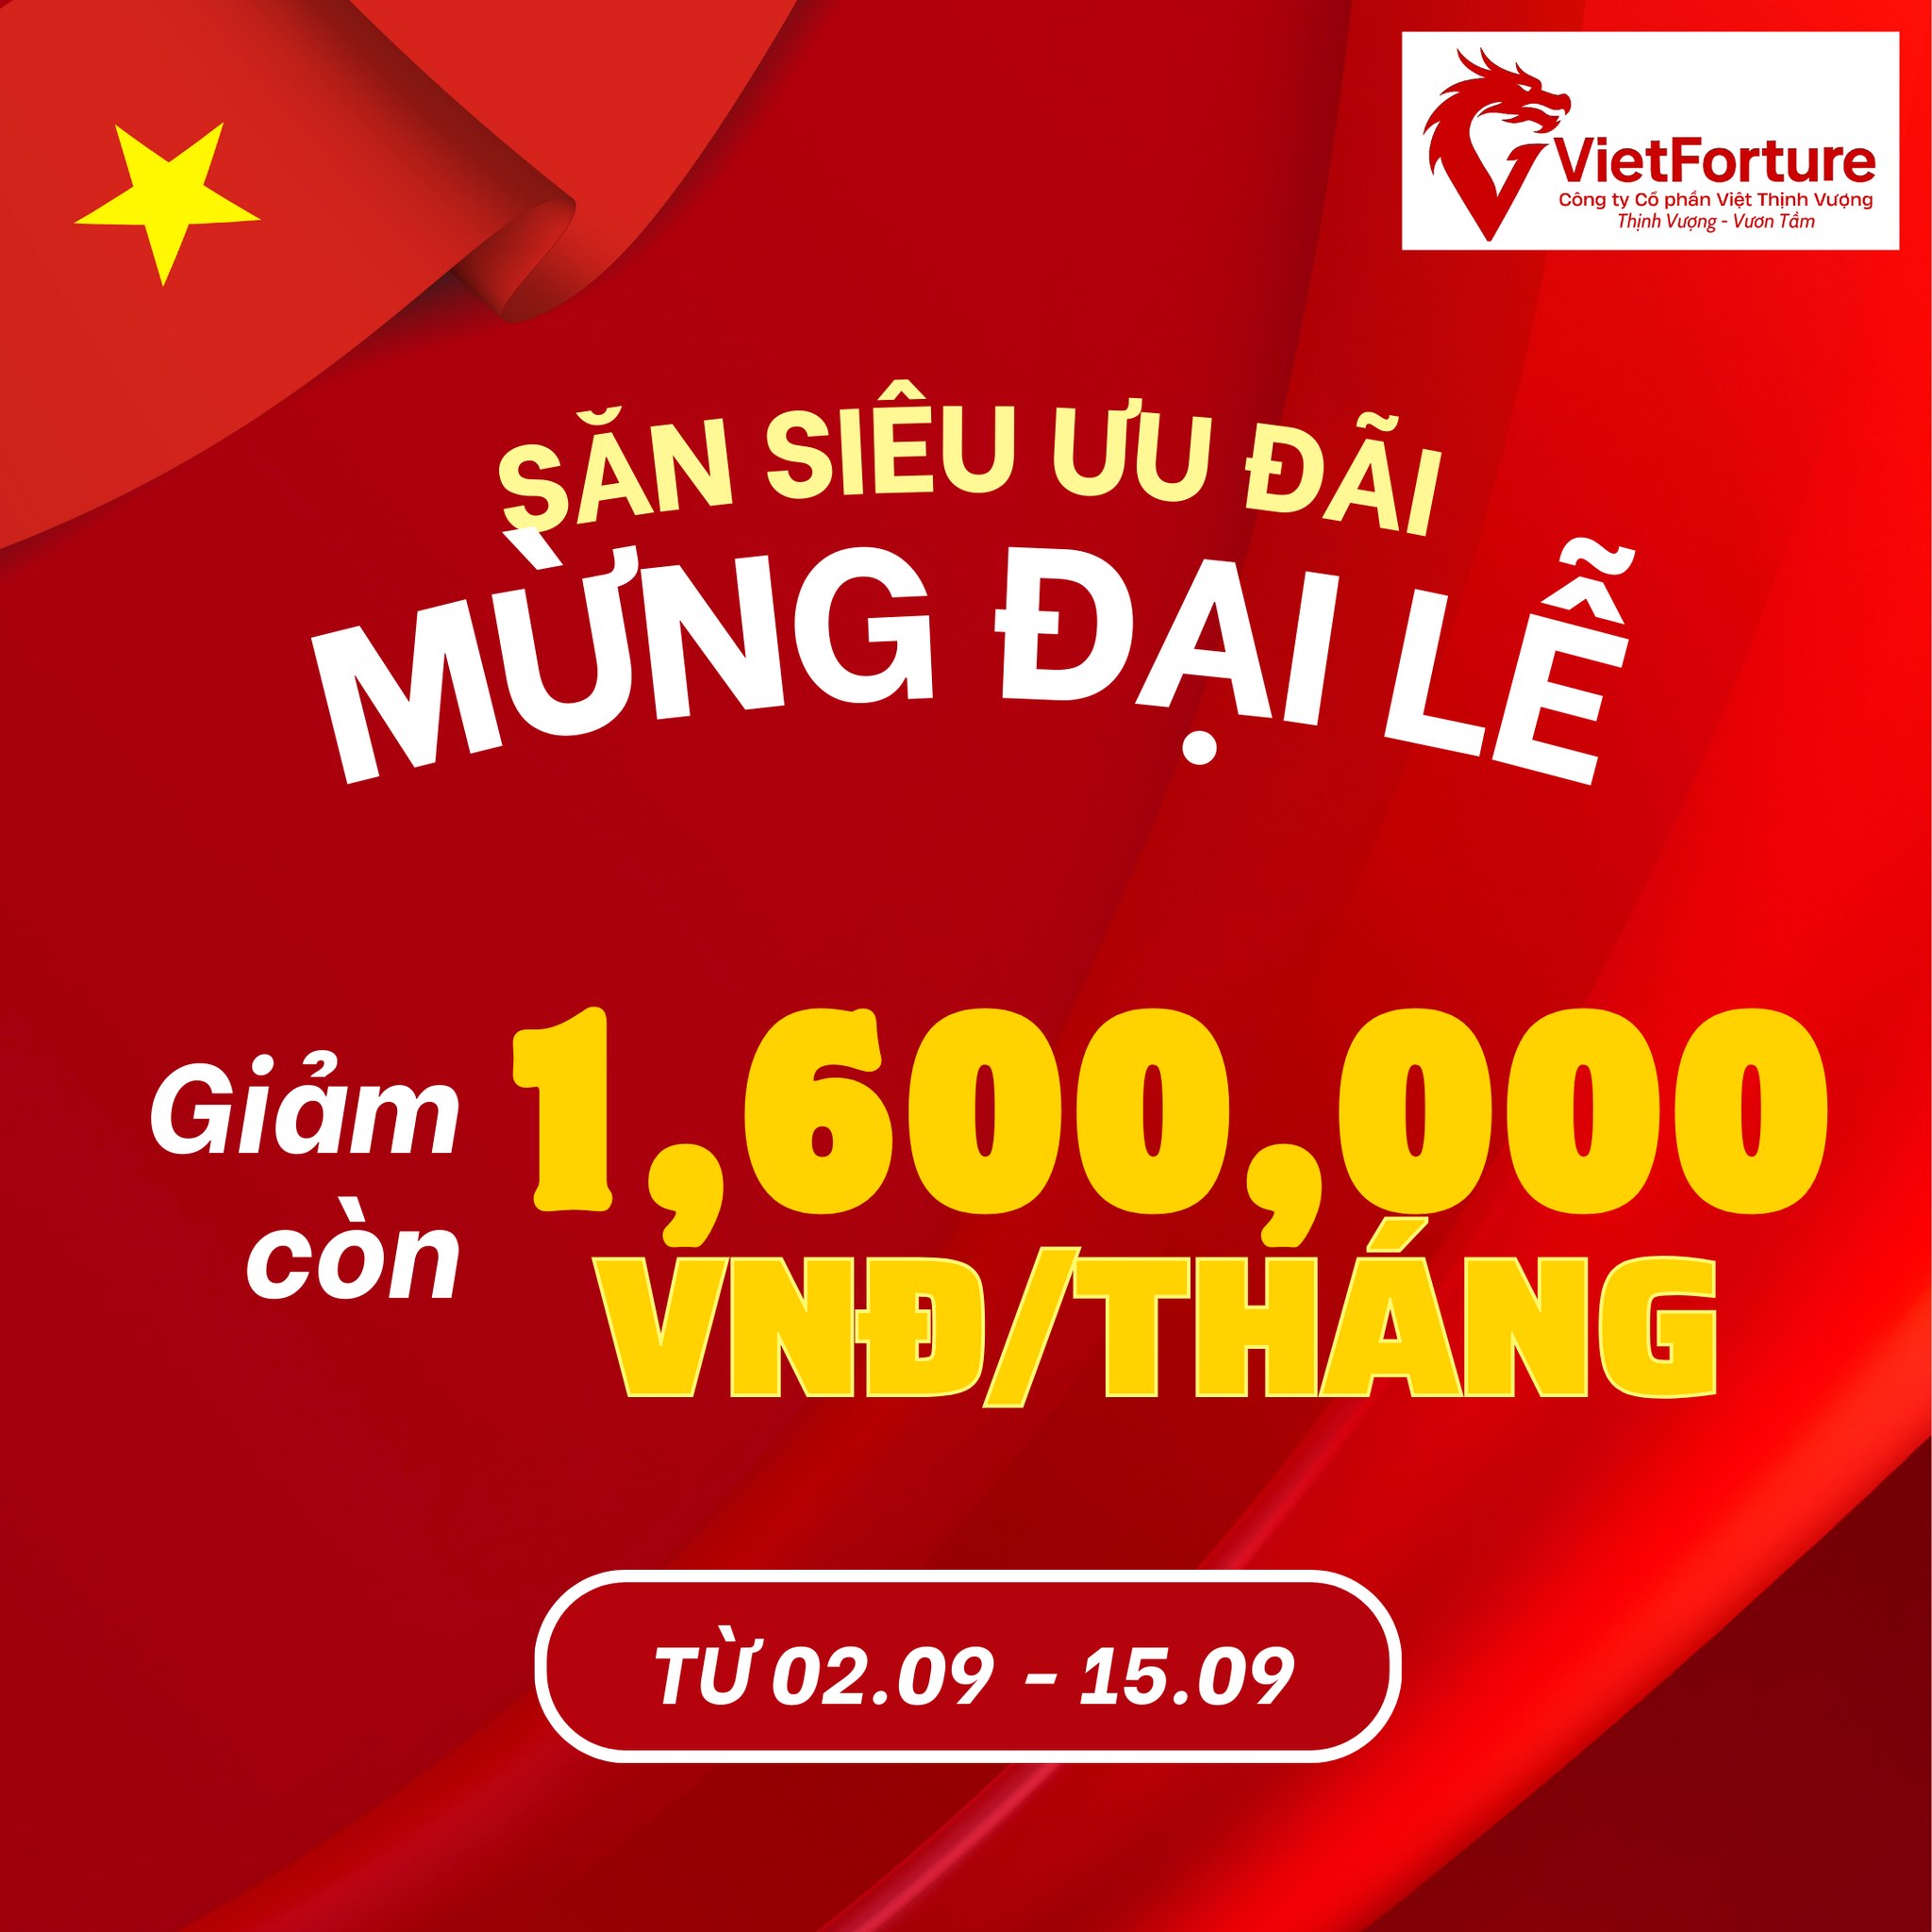 VietForture
Công ty Cổ phần Việt Thịnh Vượng
Thịnh Vượng - Vươn Tầm
SĂN SIÊU ƯU ĐÃI
MỪNG ĐẠI LỄ
Giảm
còn
1,600,000
VNĐ/THÁNG
TỪ 02.09 - 15.09